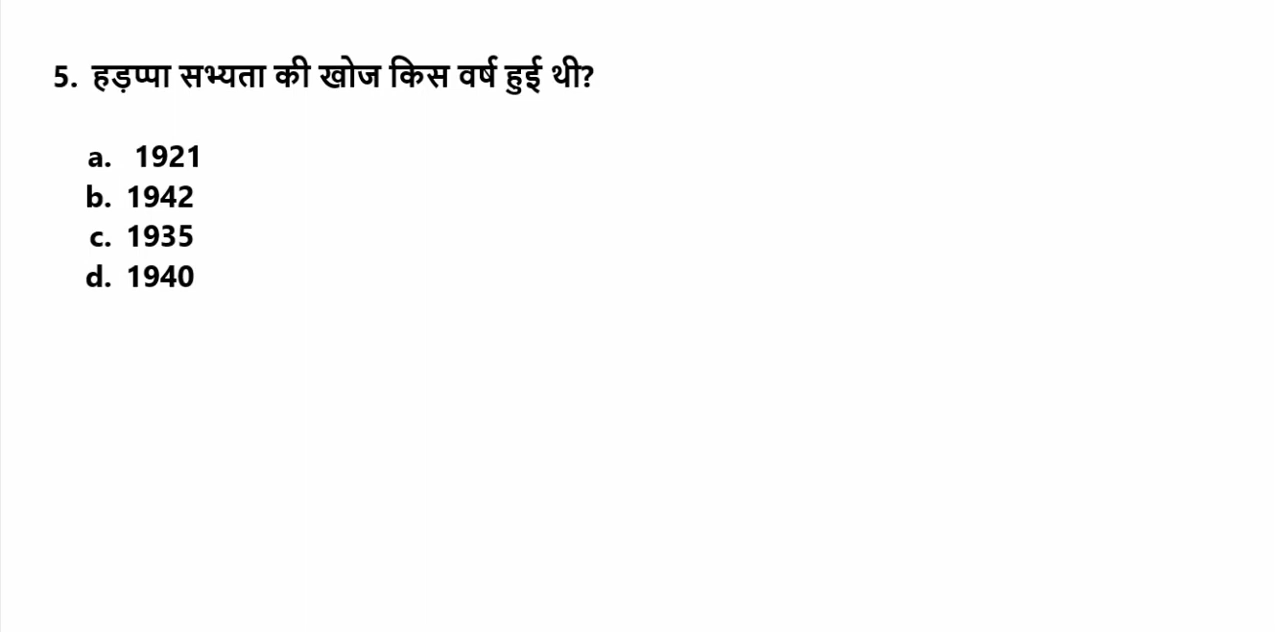 5. हड़प्पा सभ्यता की खोज किस वर्ष हुई थी?
a. 1921
b. 1942
c. 1935
d. 1940